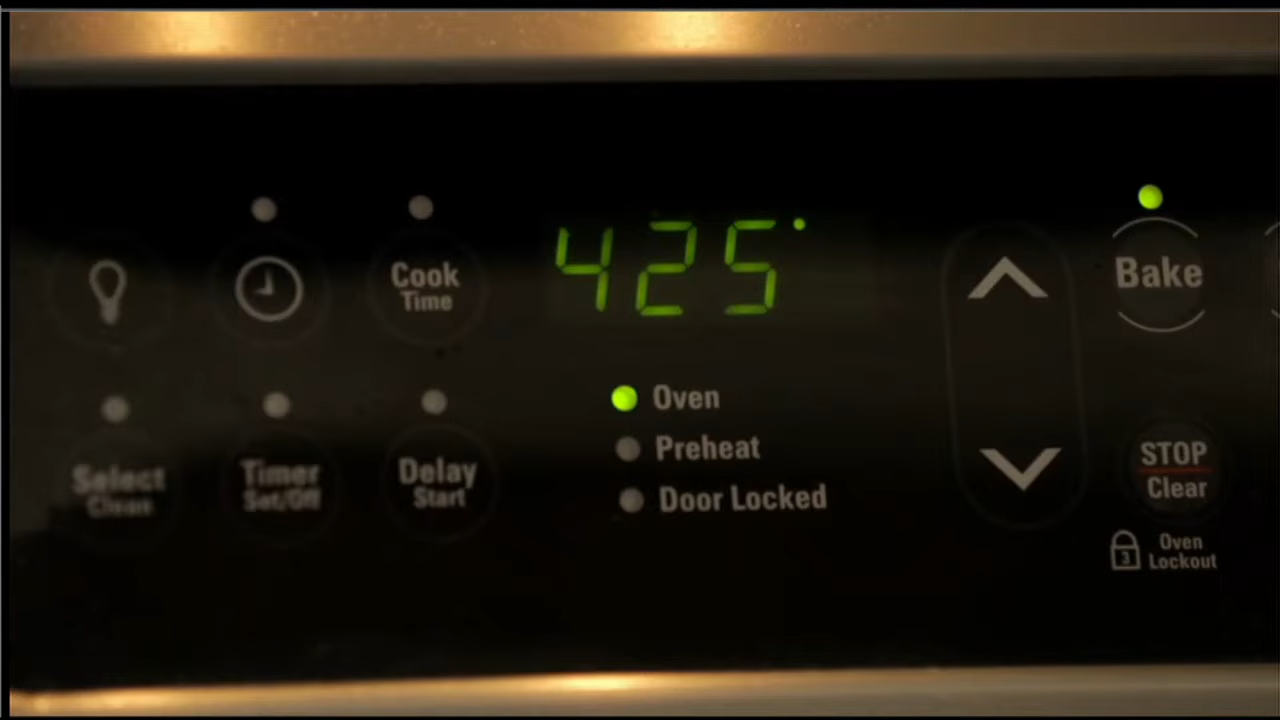 Cook
Time
425°
Bake
Oven
Preheat
Door Locked
Select
Clean
Timer
Set/Off
Delay
Start
STOP
Clear
3
Oven
Lockout